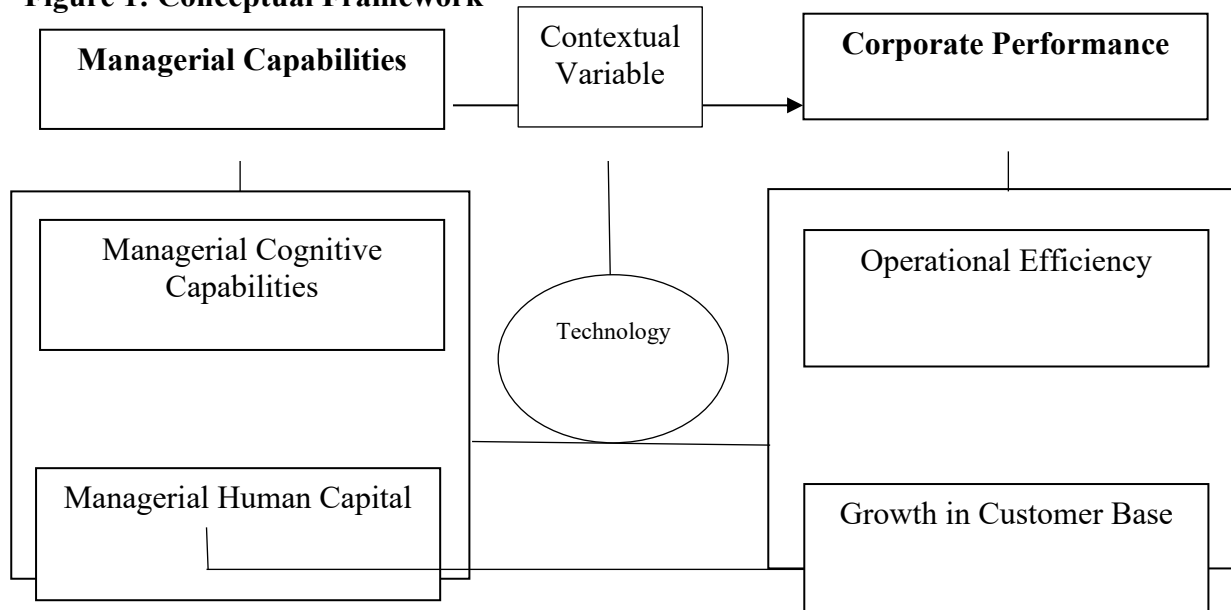 Figure 1: Conceptual Framework
Managerial Capabilities
Contextual
Variable
Corporate Performance
Managerial Cognitive
Capabilities
Technology
Operational Efficiency
Managerial Human Capital
Growth in Customer Base